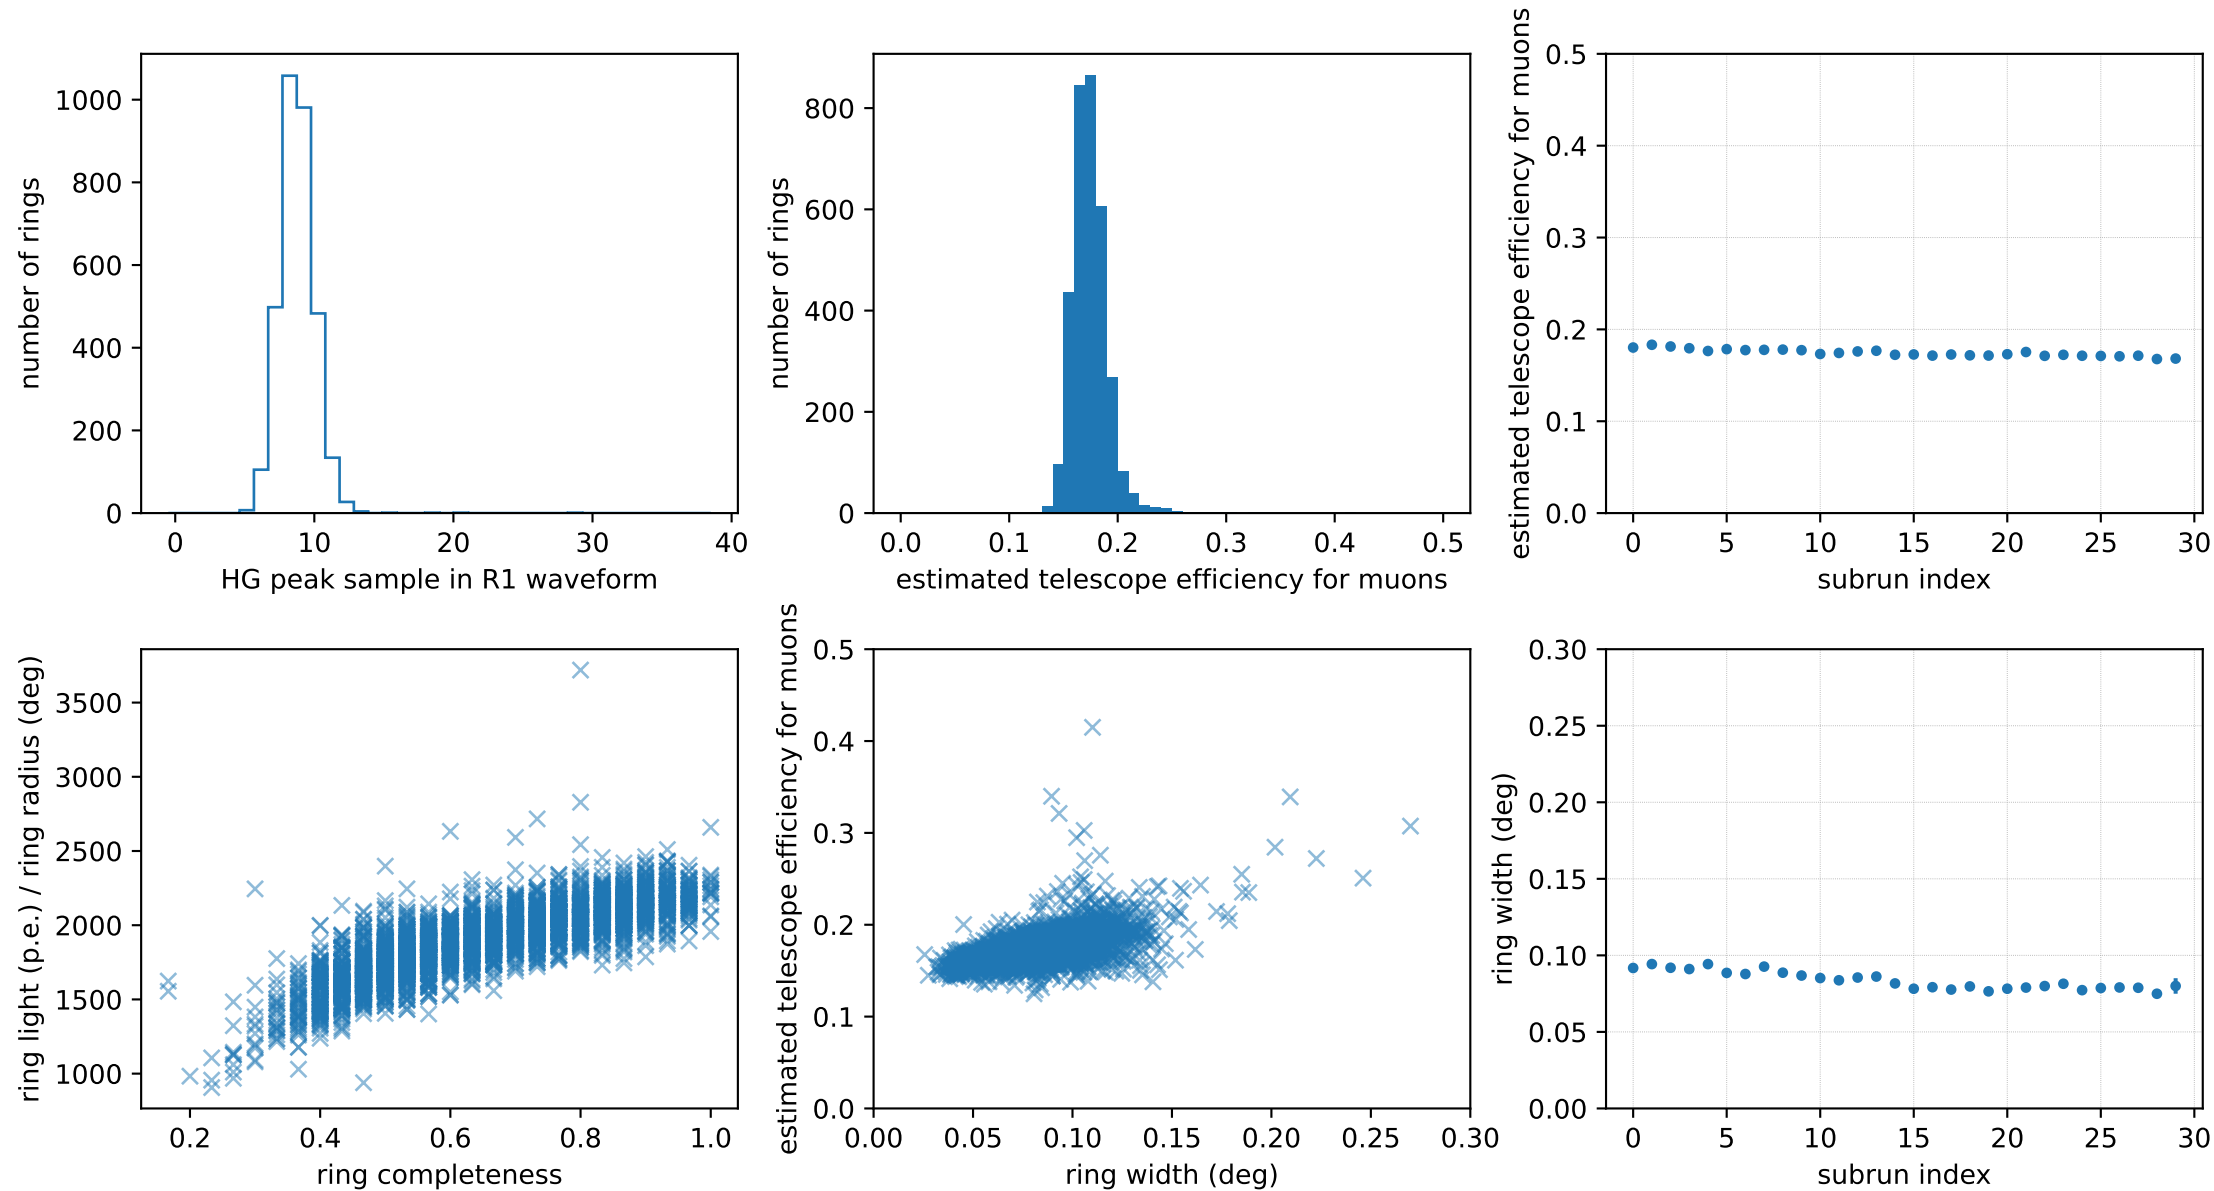 number of rings
1000
800
600
400
200
0
0 10 20 30 40
HG peak sample in R1 waveform
number of rings
800
600
400
200
0
0.0 0.1 0.2 0.3 0.4 0.5
estimated telescope efficiency for muons
estimated telescope efficiency for muons
0.5
0.4
0.3
0.2
0.1
0.0
0 5 10 15 20 25 30
subrun index
ring light (p.e.) / ring radius (deg)
3500
3000
2500
2000
1500
1000
0.2 0.4 0.6 0.8 1.0
ring completeness
estimated telescope efficiency for muons
0.5
0.4
0.3
0.2
0.1
0.0
0.00 0.05 0.10 0.15 0.20 0.25 0.30
ring width (deg)
ring width (deg)
0.30
0.25
0.20
0.15
0.10
0.05
0.00
0 5 10 15 20 25 30
subrun index